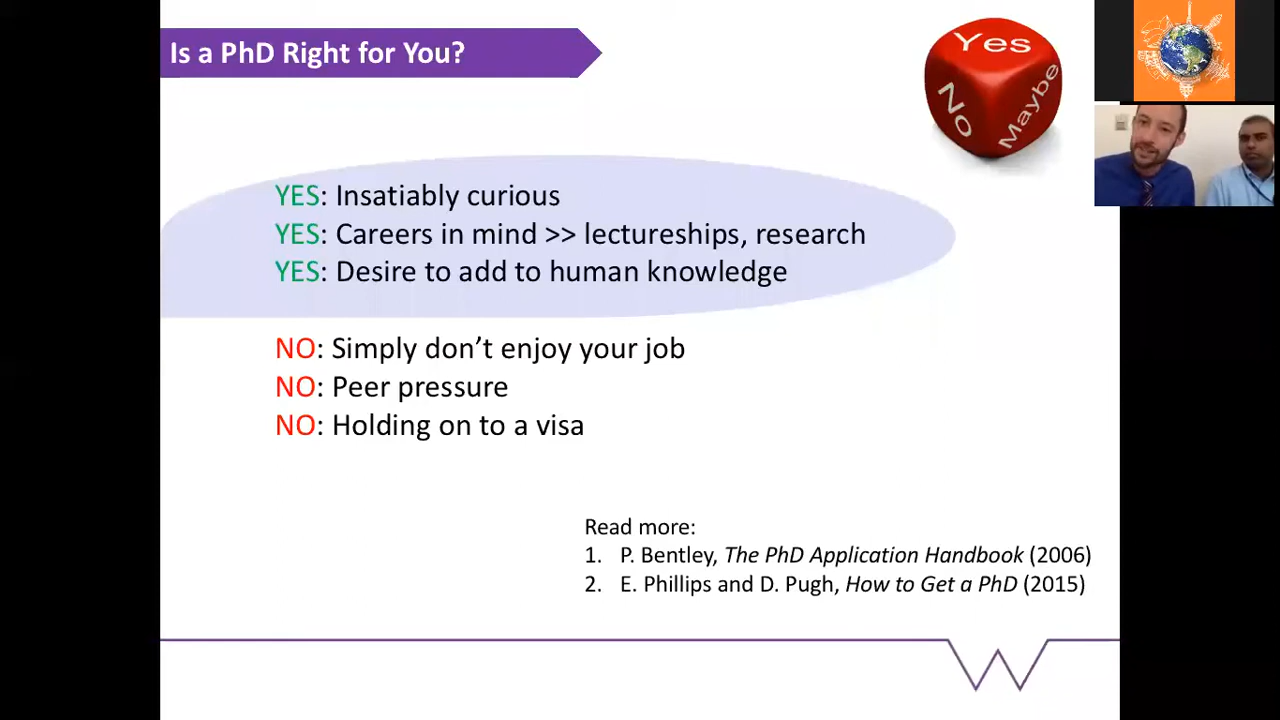 Is a PhD Right for You?
Yes
No
Maybe
YES: Insatiably curious
YES: Careers in mind >> lectureships, research
YES: Desire to add to human knowledge
NO: Simply don’t enjoy your job
NO: Peer pressure
NO: Holding on to a visa
Read more:
1. P. Bentley, The PhD Application Handbook (2006)
2. E. Phillips and D. Pugh, How to Get a PhD (2015)